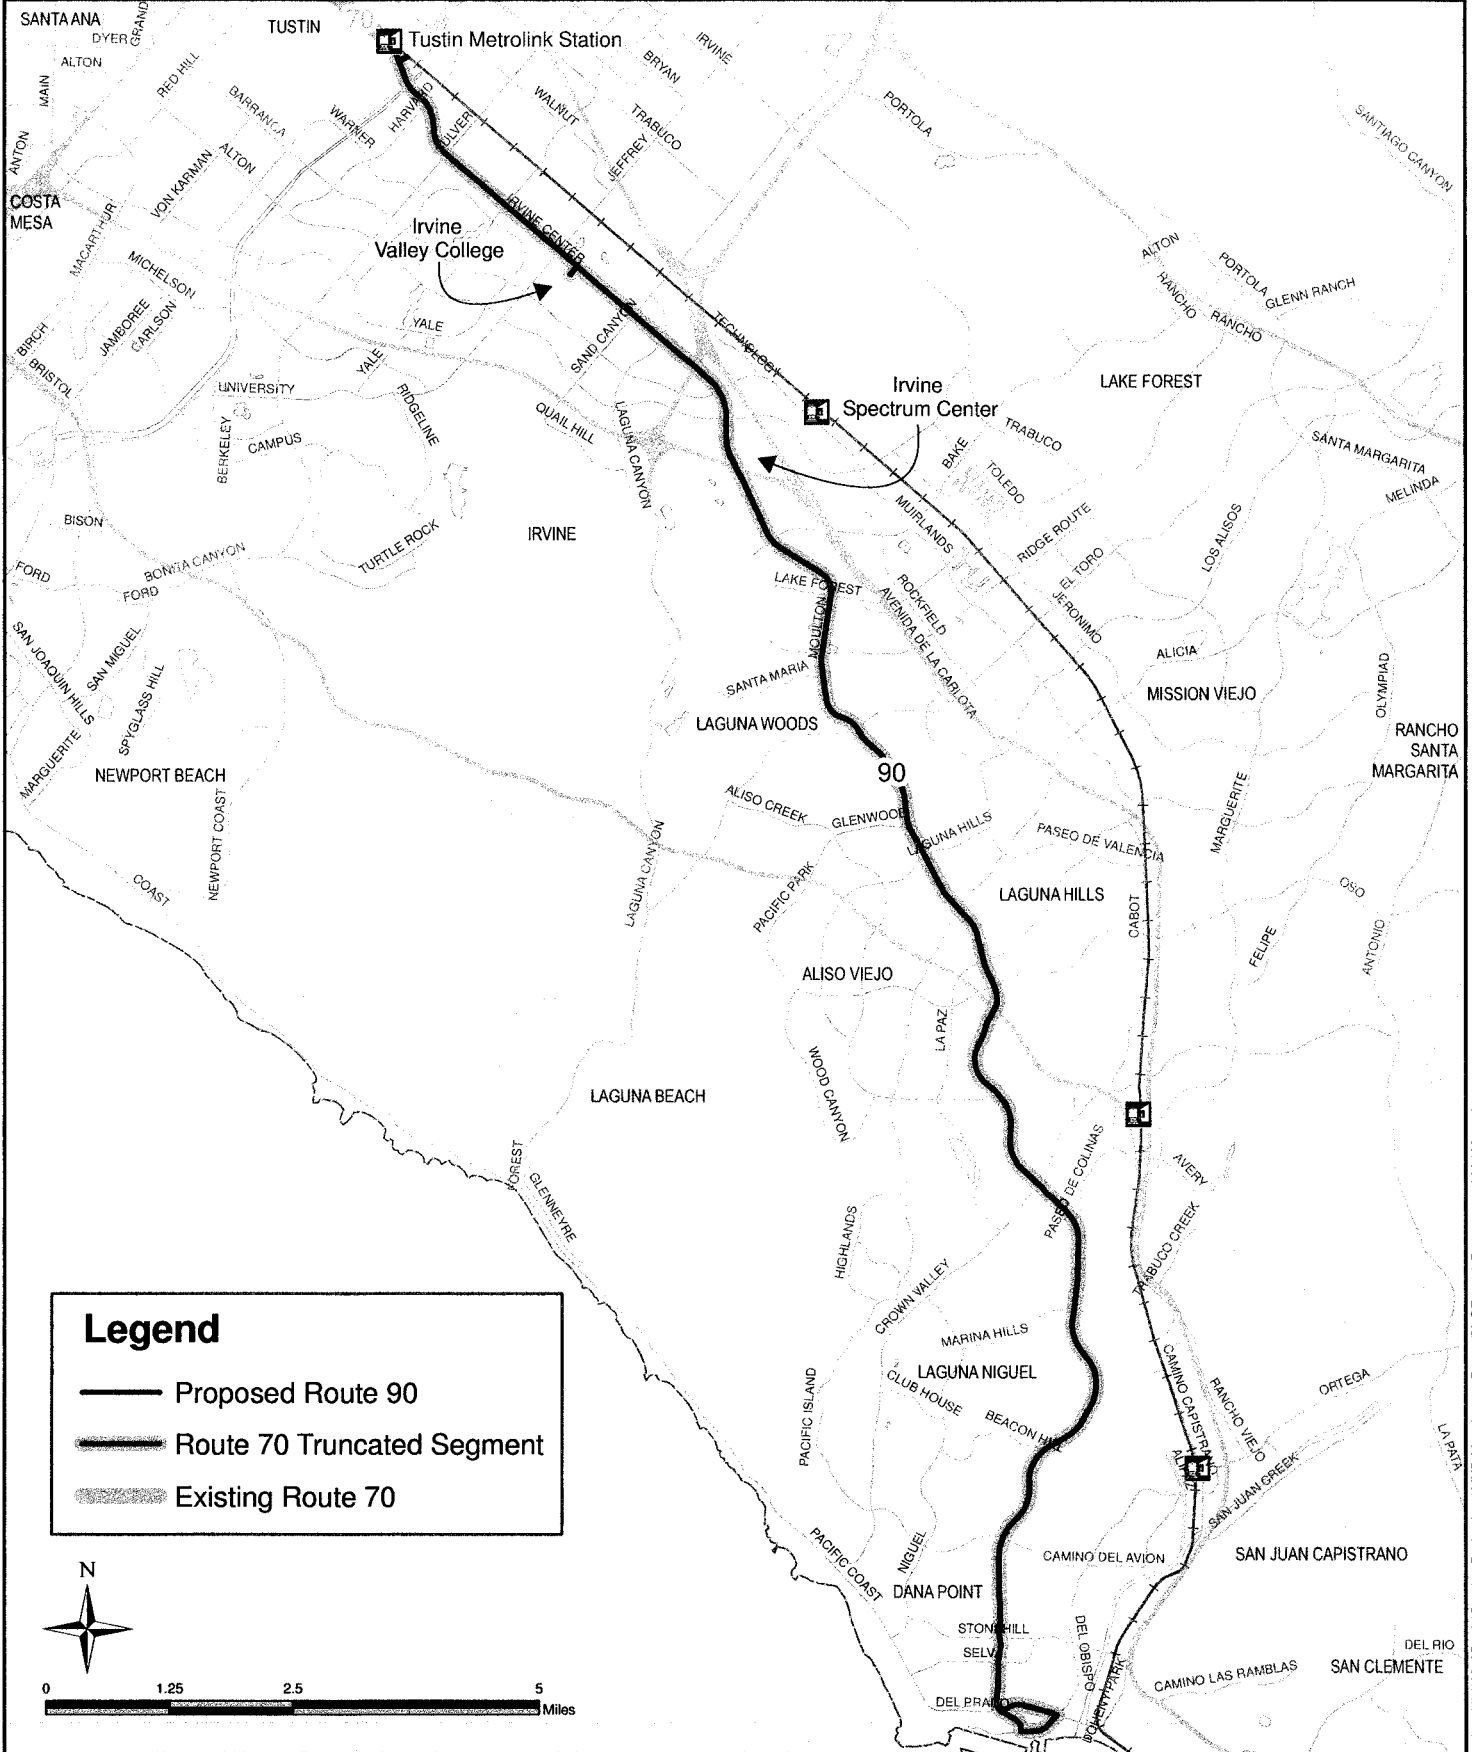 SANTA ANA
GRAND
DYER
TUSTIN
70
Tustin Metrolink Station
ALTON
MAIN
RED HILL
BRYAN
IRVINE
BARRANCA
WARNER
HARVARD
CULVER
WALNUT
TRABUCO
JEFFREY
PORTOLA
SANTIAGO CANYON
ANTON
ALTON
VON KARMAN
COSTA
MESA
MACARTHUR
IRVINE CENTER
Irvine
Valley College
MICHELSON
ALTON
PORTOLA
RANCHO
GLENN RANCH
RANCHO
BIRCH
JAMBOREE
CARLSON
YALE
YALE
SAND CANYON
TECHNOLOGY
BRISTOL
UNIVERSITY
RIDGELINE
Irvine
Spectrum Center
LAKE FOREST
BERKELEY
CAMPUS
QUAIL HILL
LAGUNA CANYON
BAKE
TRABUCO
TOLEDO
SANTA MARGARITA
MELINDA
MUIRLANDS
BISON
IRVINE
TURTLE ROCK
BONITA CANYON
RIDGE ROUTE
LOS ALISOS
FORD
FORD
LAKE FOREST
ROCKFIELD
EL TORO
JERONIMO
AVENIDA DE LA CARLOTA
MOULTON
SAN JOAQUIN HILLS
SAN MIGUEL
SPYGLASS HILL
SANTA MARIA
ALICIA
MISSION VIEJO
OLYMPIAD
LAGUNA WOODS
RANCHO
SANTA
MARGARITA
MARGUERITE
NEWPORT BEACH
NEWPORT COAST
90
ALISO CREEK
GLENWOOD
LAGUNA HILLS
PASEO DE VALENCIA
MARGUERITE
COAST
LAGUNA CANYON
PACIFIC PARK
LAGUNA HILLS
CABOT
OSO
FELIPE
ANTONIO
ALISO VIEJO
LA PAZ
WOOD CANYON
LAGUNA BEACH
FOREST
GLENNEYRE
PASEO DE COLINAS
AVERY
HIGHLANDS
TRABUCO CREEK
CROWN VALLEY
MARINA HILLS
LAGUNA NIGUEL
CLUB HOUSE
BEACON HILL
PACIFIC ISLAND
CAMINO CAPISTRANO
RANCHO VIEJO
ORTEGA
LA PATA
SAN JUAN CREEK
Legend
Proposed Route 90
Route 70 Truncated Segment
Existing Route 70
PACIFIC COAST
NIGUEL
CAMINO DEL AVION
SAN JUAN CAPISTRANO
DANA POINT
STONEHILL
SELVA
DEL OBISPO
DEL RIO
CAMINO LAS RAMBLAS
SAN CLEMENTE
DEL PRADO
DOHENY PARK
N
0 1.25 2.5 5
Miles